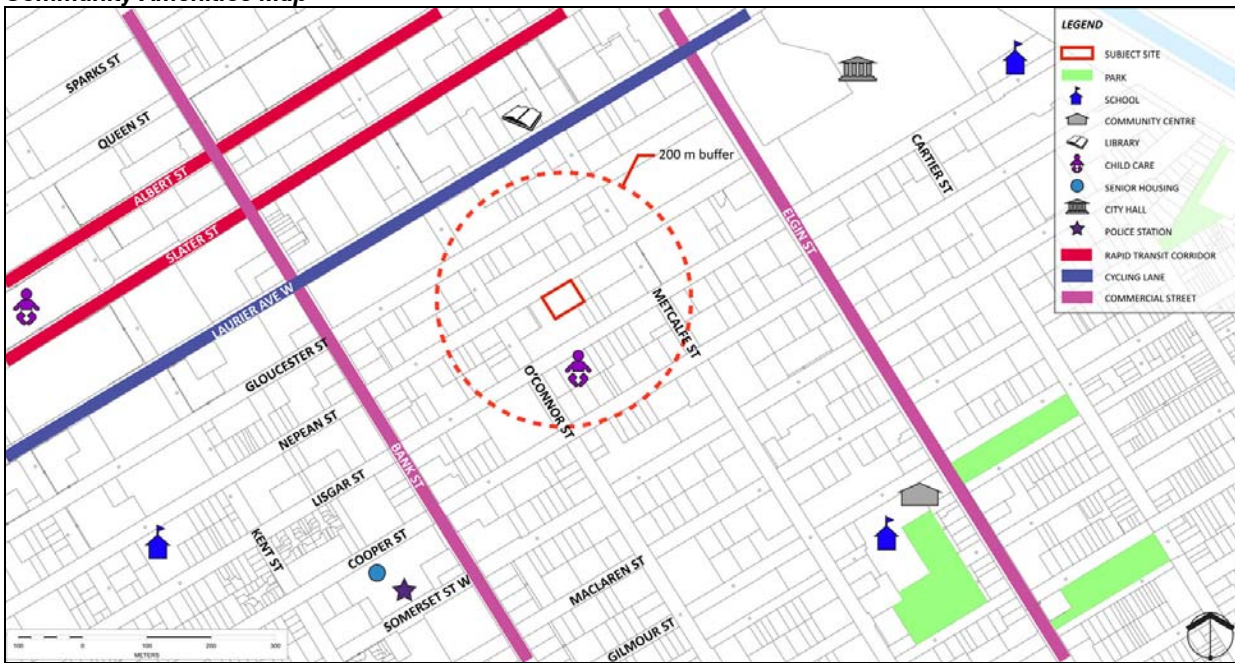 Community Amenities Map
SPARKS ST
QUEEN ST
ALBERT ST
SLATER ST
LAURIER AVE W
GLOUCESTER ST
NEPEAN ST
LISGAR ST
KENT ST
COOPER ST
SOMERSET ST W
BANK ST
O'CONNOR ST
METCALFE ST
200 m buffer
ELGIN ST
CARTIER ST
MACLAREN ST
GILMOUR ST
LEGEND
SUBJECT SITE
PARK
SCHOOL
COMMUNITY CENTRE
LIBRARY
CHILD CARE
SENIOR HOUSING
CITY HALL
POLICE STATION
RAPID TRANSIT CORRIDOR
CYCLING LANE
COMMERCIAL STREET
100 0 100 200 300
METERS